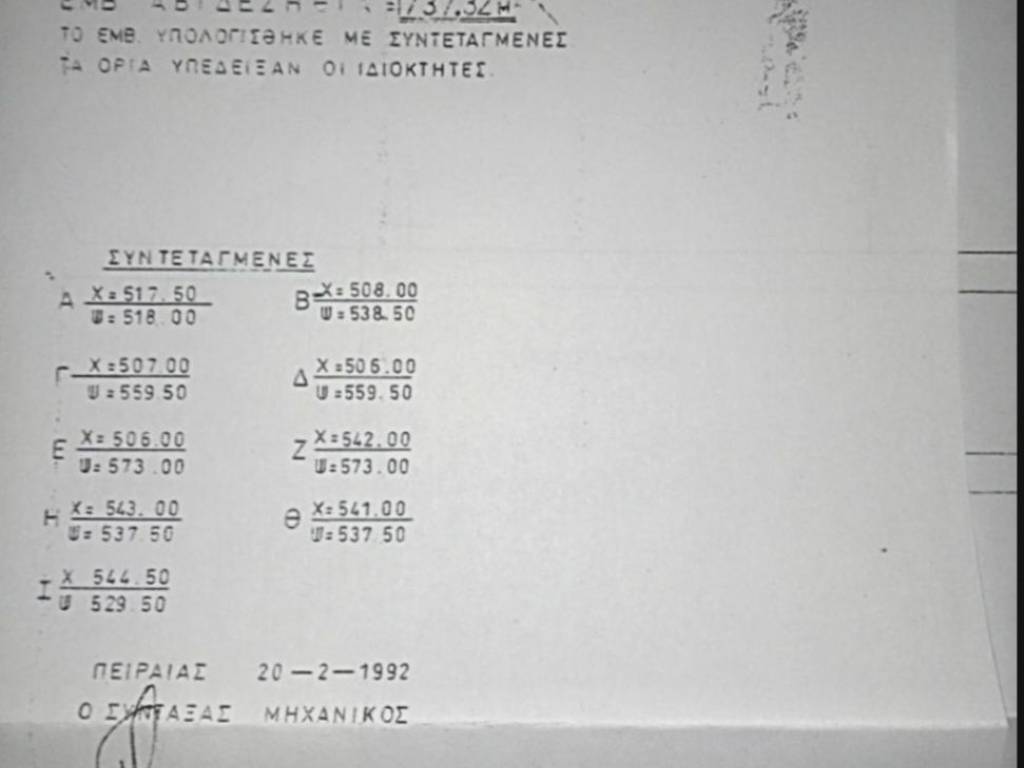 ΤΟ ΕΜΒ. ΥΠΟΛΟΓΙΣΘΗΚΕ ΜΕ ΣΥΝΤΕΤΑΓΜΕΝΕΣ
ΤΑ ΟΡΙΑ ΥΠΕΔΕΙΞΑΝ ΟΙ ΙΔΙΟΚΤΗΤΕΣ.
ΣΥΝΤΕΤΑΓΜΕΝΕΣ
Α Χ=517.50 Ψ=518.00
Β Χ=508.00 Ψ=538.50
Γ Χ=507.00 Ψ=559.50
Δ Χ=506.00 Ψ=559.50
Ε Χ=506.00 Ψ=573.00
Ζ Χ=542.00 Ψ=573.00
Η Χ=543.00 Ψ=537.50
Θ Χ=541.00 Ψ=537.50
Ι Χ 544.50 Ψ 529.50
ΠΕΙΡΑΙΑΣ 20-2-1992
Ο ΣΥΝΤΑΞΑΣ ΜΗΧΑΝΙΚΟΣ